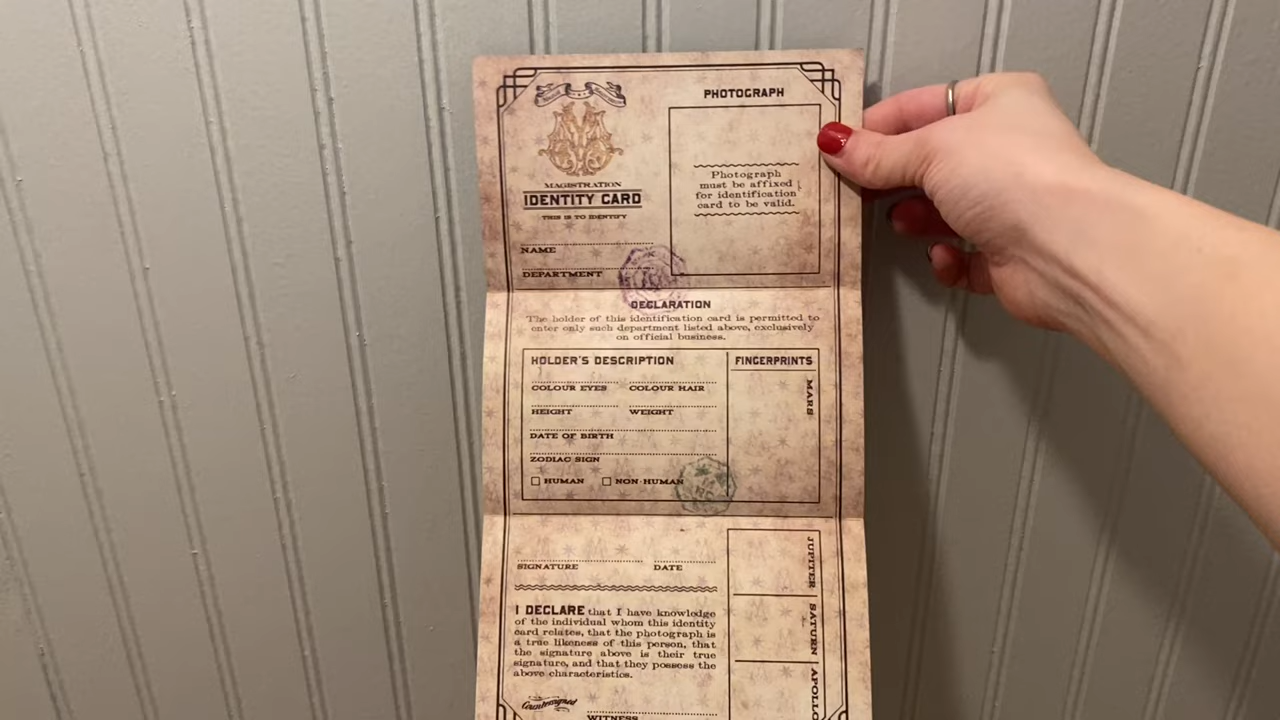 PHOTOGRAPH
Photograph
must be affixed
for identification
card to be valid.
MAGISTRATION
IDENTITY CARD
THIS IS TO IDENTIFY
NAME
DEPARTMENT
DECLARATION
The holder of this identification card is permitted to
enter only such department listed above, exclusively
on official business.
HOLDER'S DESCRIPTION
FINGERPRINTS
COLOUR EYES
COLOUR HAIR
HEIGHT
WEIGHT
DATE OF BIRTH
ZODIAC SIGN
HUMAN
NON-HUMAN
MARS
SIGNATURE
DATE
I DECLARE that I have knowledge
of the individual whom this identity
card relates, that the photograph is
a true likeness of this person, that
the signature above is their true
signature, and that they possess the
above characteristics.
Countersigned
WITNESS
JUPITER
SATURN
APOLLO